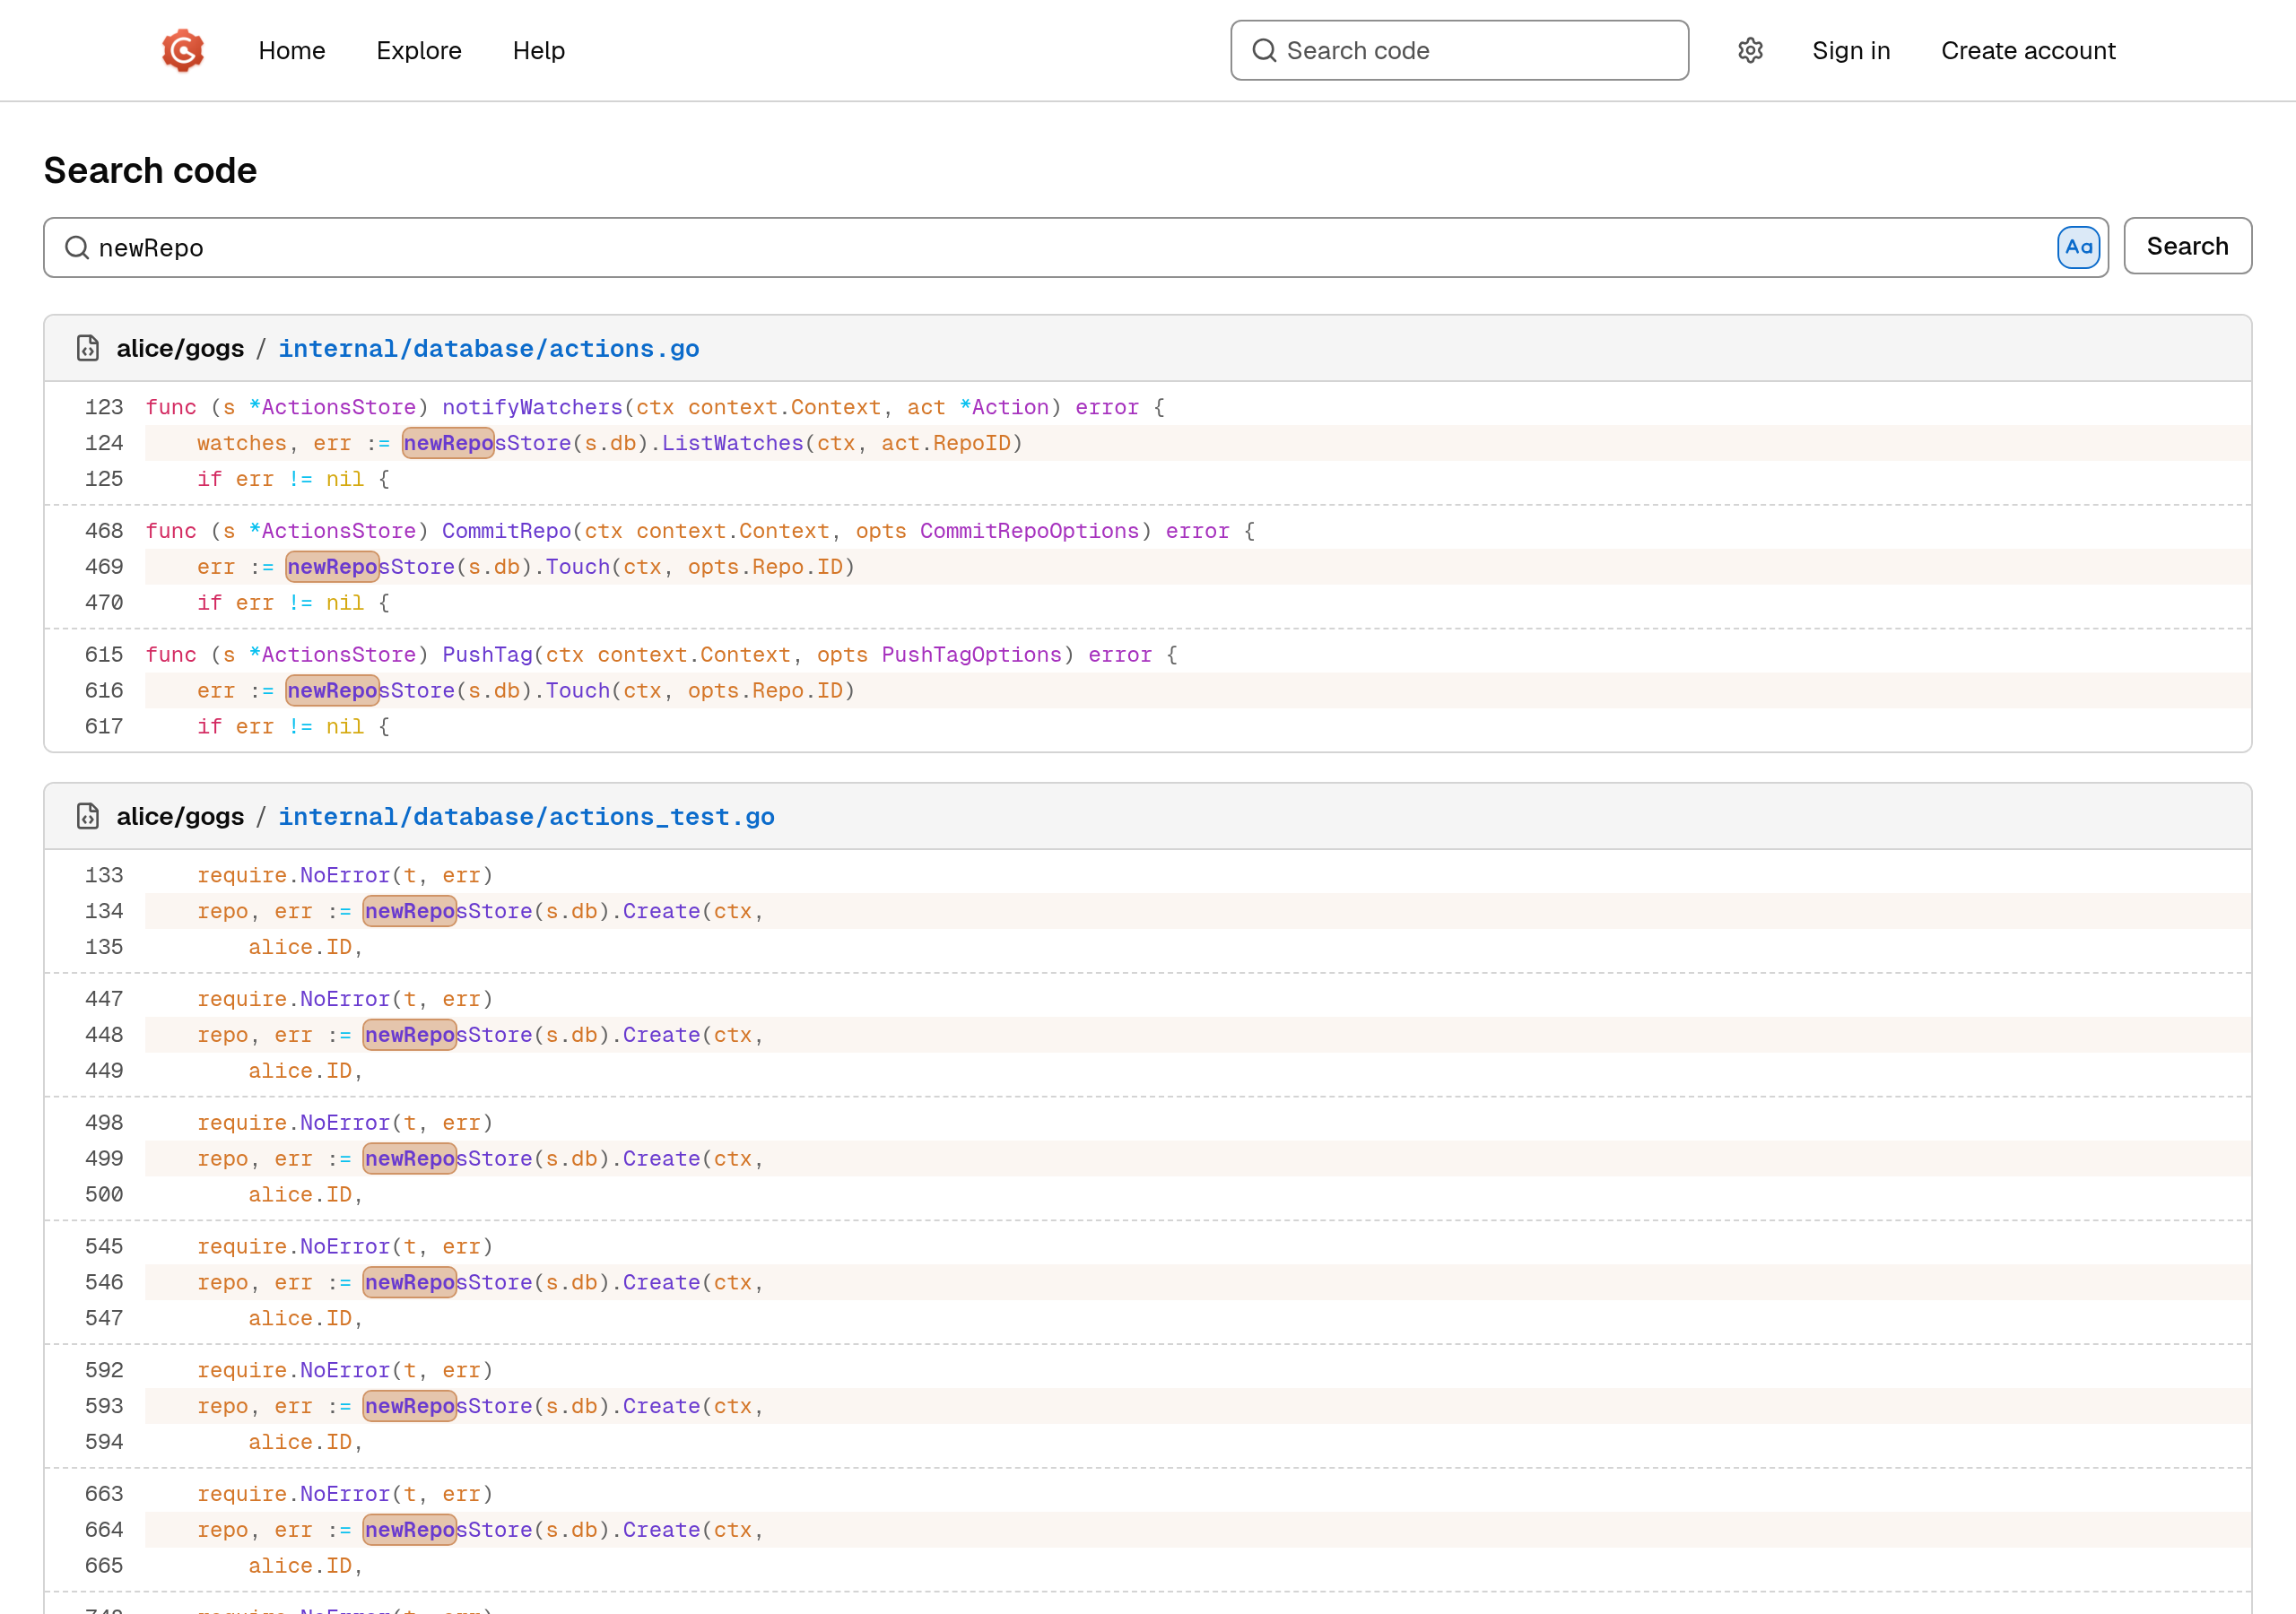 Home Explore Help Search code Sign in Create account
Search code
newRepo Aa Search
alice/gogs / internal/database/actions.go
123 func (s *ActionsStore) notifyWatchers(ctx context.Context, act *Action) error {
124 watches, err := newReposStore(s.db).ListWatches(ctx, act.RepoID)
125 if err != nil {
468 func (s *ActionsStore) CommitRepo(ctx context.Context, opts CommitRepoOptions) error {
469 err := newReposStore(s.db).Touch(ctx, opts.Repo.ID)
470 if err != nil {
615 func (s *ActionsStore) PushTag(ctx context.Context, opts PushTagOptions) error {
616 err := newReposStore(s.db).Touch(ctx, opts.Repo.ID)
617 if err != nil {
alice/gogs / internal/database/actions_test.go
133 require.NoError(t, err)
134 repo, err := newReposStore(s.db).Create(ctx,
135 alice.ID,
447 require.NoError(t, err)
448 repo, err := newReposStore(s.db).Create(ctx,
449 alice.ID,
498 require.NoError(t, err)
499 repo, err := newReposStore(s.db).Create(ctx,
500 alice.ID,
545 require.NoError(t, err)
546 repo, err := newReposStore(s.db).Create(ctx,
547 alice.ID,
592 require.NoError(t, err)
593 repo, err := newReposStore(s.db).Create(ctx,
594 alice.ID,
663 require.NoError(t, err)
664 repo, err := newReposStore(s.db).Create(ctx,
665 alice.ID,